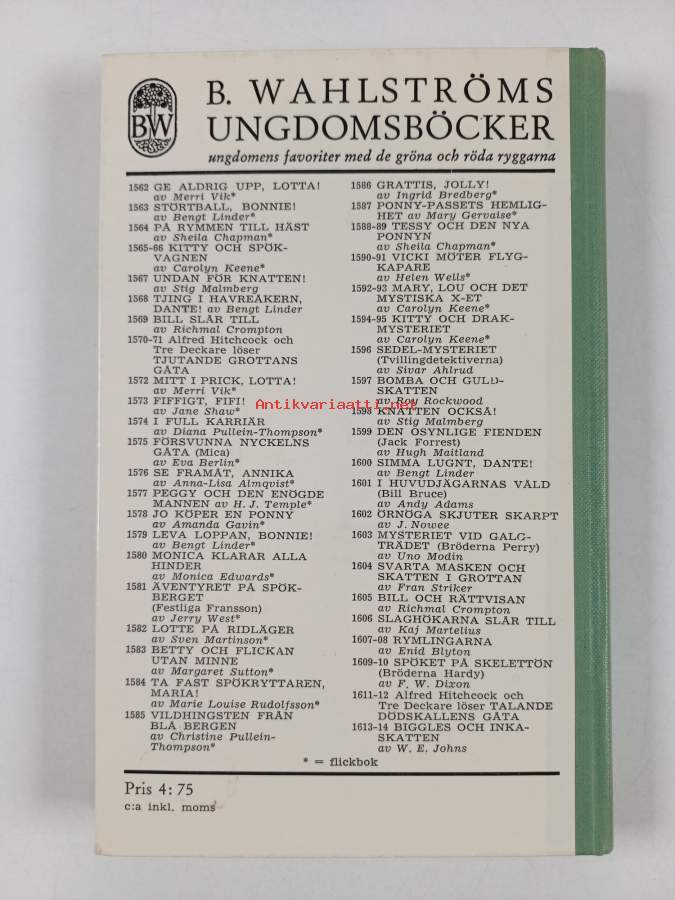 BW
B. WAHLSTRÖMS
UNGDOMSBÖCKER
ungdomens favoriter med de gröna och röda ryggarna
1562 GE ALDRIG UPP, LOTTA!
av Merri Vik*
1563 STÖRTBALL, BONNIE!
av Bengt Linder*
1564 PÅ RYMMEN TILL HÄST
av Sheila Chapman*
1565-66 KITTY OCH SPÖK-
VAGNEN
av Carolyn Keene*
1567 UNDAN FÖR KNATTEN!
av Stig Malmberg
1568 TJING I HAVREÅKERN,
DANTE! av Bengt Linder
1569 BILL SLÅR TILL
av Richmal Crompton
1570-71 Alfred Hitchcock och
Tre Deckare löser
TJUTANDE GROTTANS
GÅTA
1572 MITT I PRICK, LOTTA!
av Merri Vik*
1573 FIFFIGT, FIFI!
av Jane Shaw*
1574 I FULL KARRIÄR
av Diana Pullein-Thompson*
1575 FÖRSVUNNA NYCKELNS
GÅTA (Mica)
av Eva Berlin*
1576 SE FRAMÅT, ANNIKA
av Anna-Lisa Almqvist*
1577 PEGGY OCH DEN ENÖGDE
MANNEN av H. J. Temple*
1578 JO KÖPER EN PONNY
av Amanda Gavin*
1579 LEVA LOPPAN, BONNIE!
av Bengt Linder*
1580 MONICA KLARAR ALLA
HINDER
av Monica Edwards*
1581 ÄVENTYRET PÅ SPÖK-
BERGET
(Festliga Fransson)
av Jerry West*
1582 LOTTE PÅ RIDLÄGER
av Sven Martinson*
1583 BETTY OCH FLICKAN
UTAN MINNE
av Margaret Sutton*
1584 TA FAST SPÖKRYTTAREN,
MARIA!
av Marie Louise Rudolfsson*
1585 VILDHINGSTEN FRÅN
BLÅ BERGEN
av Christine Pullein-
Thompson*
1586 GRATTIS, JOLLY!
av Ingrid Bredberg*
1587 PONNY-PASSETS HEMLIG-
HET av Mary Gervaise*
1588-89 TESSY OCH DEN NYA
PONNYN
av Sheila Chapman*
1590-91 VICKI MÖTER FLYG-
KAPARE
av Helen Wells*
1592-93 MARY, LOU OCH DET
MYSTISKA X-ET
av Carolyn Keene*
1594-95 KITTY OCH DRAK-
MYSTERIET
av Carolyn Keene*
1596 SEDEL-MYSTERIET
(Tvillingdetektiverna)
av Sivar Ahlrud
1597 BOMBA OCH GULD-
SKATTEN
av Roy Rockwood
1598 KNATTEN OCKSÅ!
av Stig Malmberg
1599 DEN OSYNLIGE FIENDEN
(Jack Forrest)
av Hugh Maitland
1600 SIMMA LUGNT, DANTE!
av Bengt Linder
1601 I HUVUDJÄGARNAS VÅLD
(Bill Bruce)
av Andy Adams
1602 ÖRNÖGA SKJUTER SKARPT
av J. Nowee
1603 MYSTERIET VID GALG-
TRÄDET (Bröderna Perry)
av Uno Modin
1604 SVARTA MASKEN OCH
SKATTEN I GROTTAN
av Fran Striker
1605 BILL OCH RÄTTVISAN
av Richmal Crompton
1606 SLAGHÖKARNA SLÅR TILL
av Kaj Martelius
1607-08 RYMLINGARNA
av Enid Blyton
1609-10 SPÖKET PÅ SKELETTÖN
(Bröderna Hardy)
av F. W. Dixon
1611-12 Alfred Hitchcock och
Tre Deckare löser TALANDE
DÖDSKALLENS GÅTA
1613-14 BIGGLES OCH INKA-
SKATTEN
av W. E. Johns
* = flickbok
Pris 4: 75
c:a inkl. moms
Antikvariaatti.net